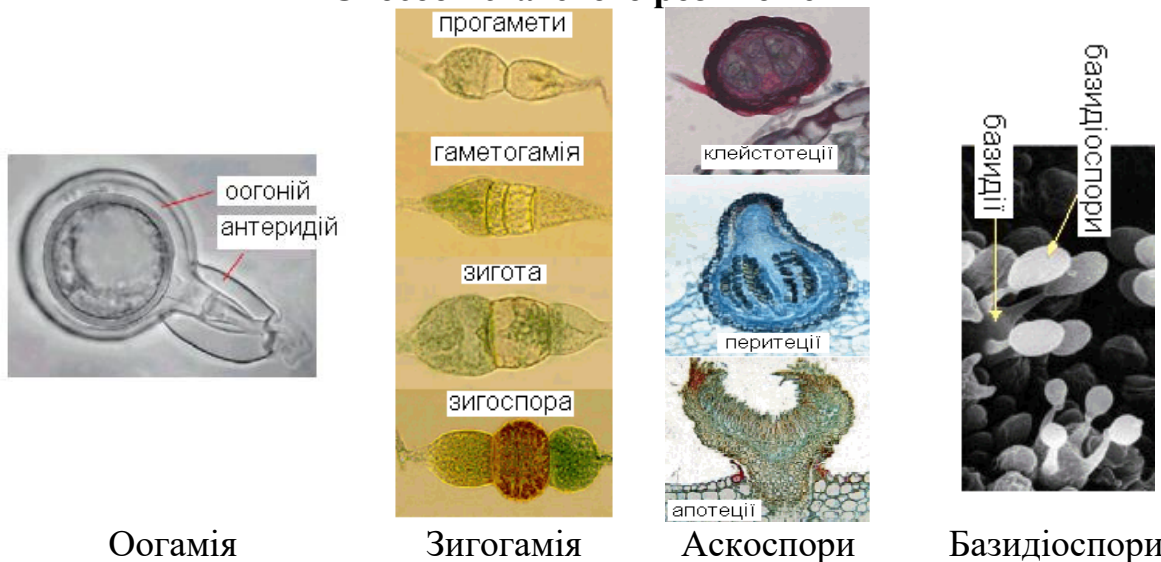 оогоній
антеридій
Оогамія
прогамети
гаметогамія
зигота
зигоспора
Зигогамія
клейстотеції
перитеції
апотеції
Аскоспори
базидії
базидіоспори
Базидіоспори